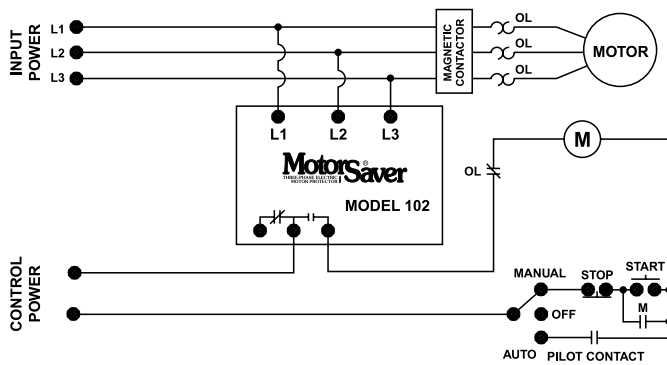 INPUT
POWER
L1
L2
L3
MAGNETIC
CONTACTOR
OL
OL
OL
MOTOR
L1
L2
L3
MotorSaver®
THREE-PHASE ELECTRIC
MOTOR PROTECTOR
MODEL 102
OL
M
CONTROL
POWER
MANUAL
STOP
START
M
OFF
AUTO
PILOT CONTACT